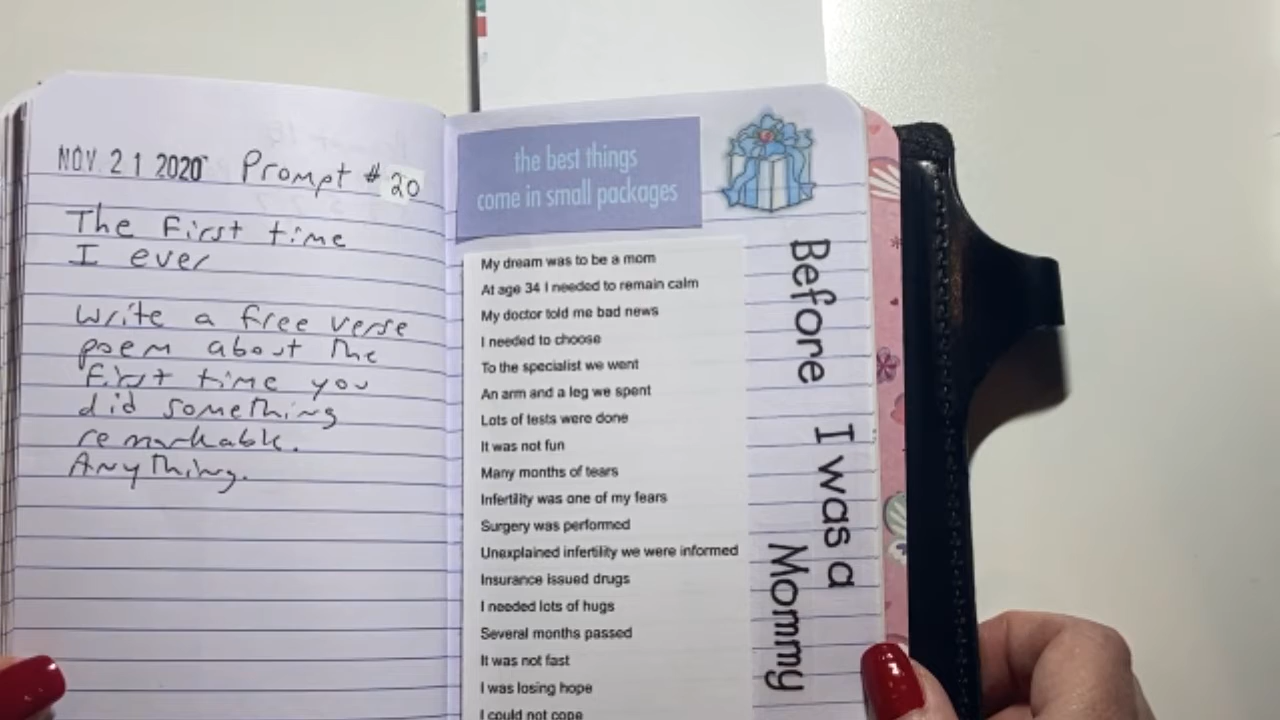 NOV. 21 2020 Prompt # 20
The First time
I ever
Write a free verse
poem about the
first time you
did something
remarkable.
Anything.
the best things
come in small packages
My dream was to be a mom
At age 34 I needed to remain calm
My doctor told me bad news
I needed to choose
To the specialist we went
An arm and a leg we spent
Lots of tests were done
It was not fun
Many months of tears
Infertility was one of my fears
Surgery was performed
Unexplained infertility we were informed
Insurance issued drugs
I needed lots of hugs
Several months passed
It was not fast
I was losing hope
I could not cope
Before I was a
Mommy